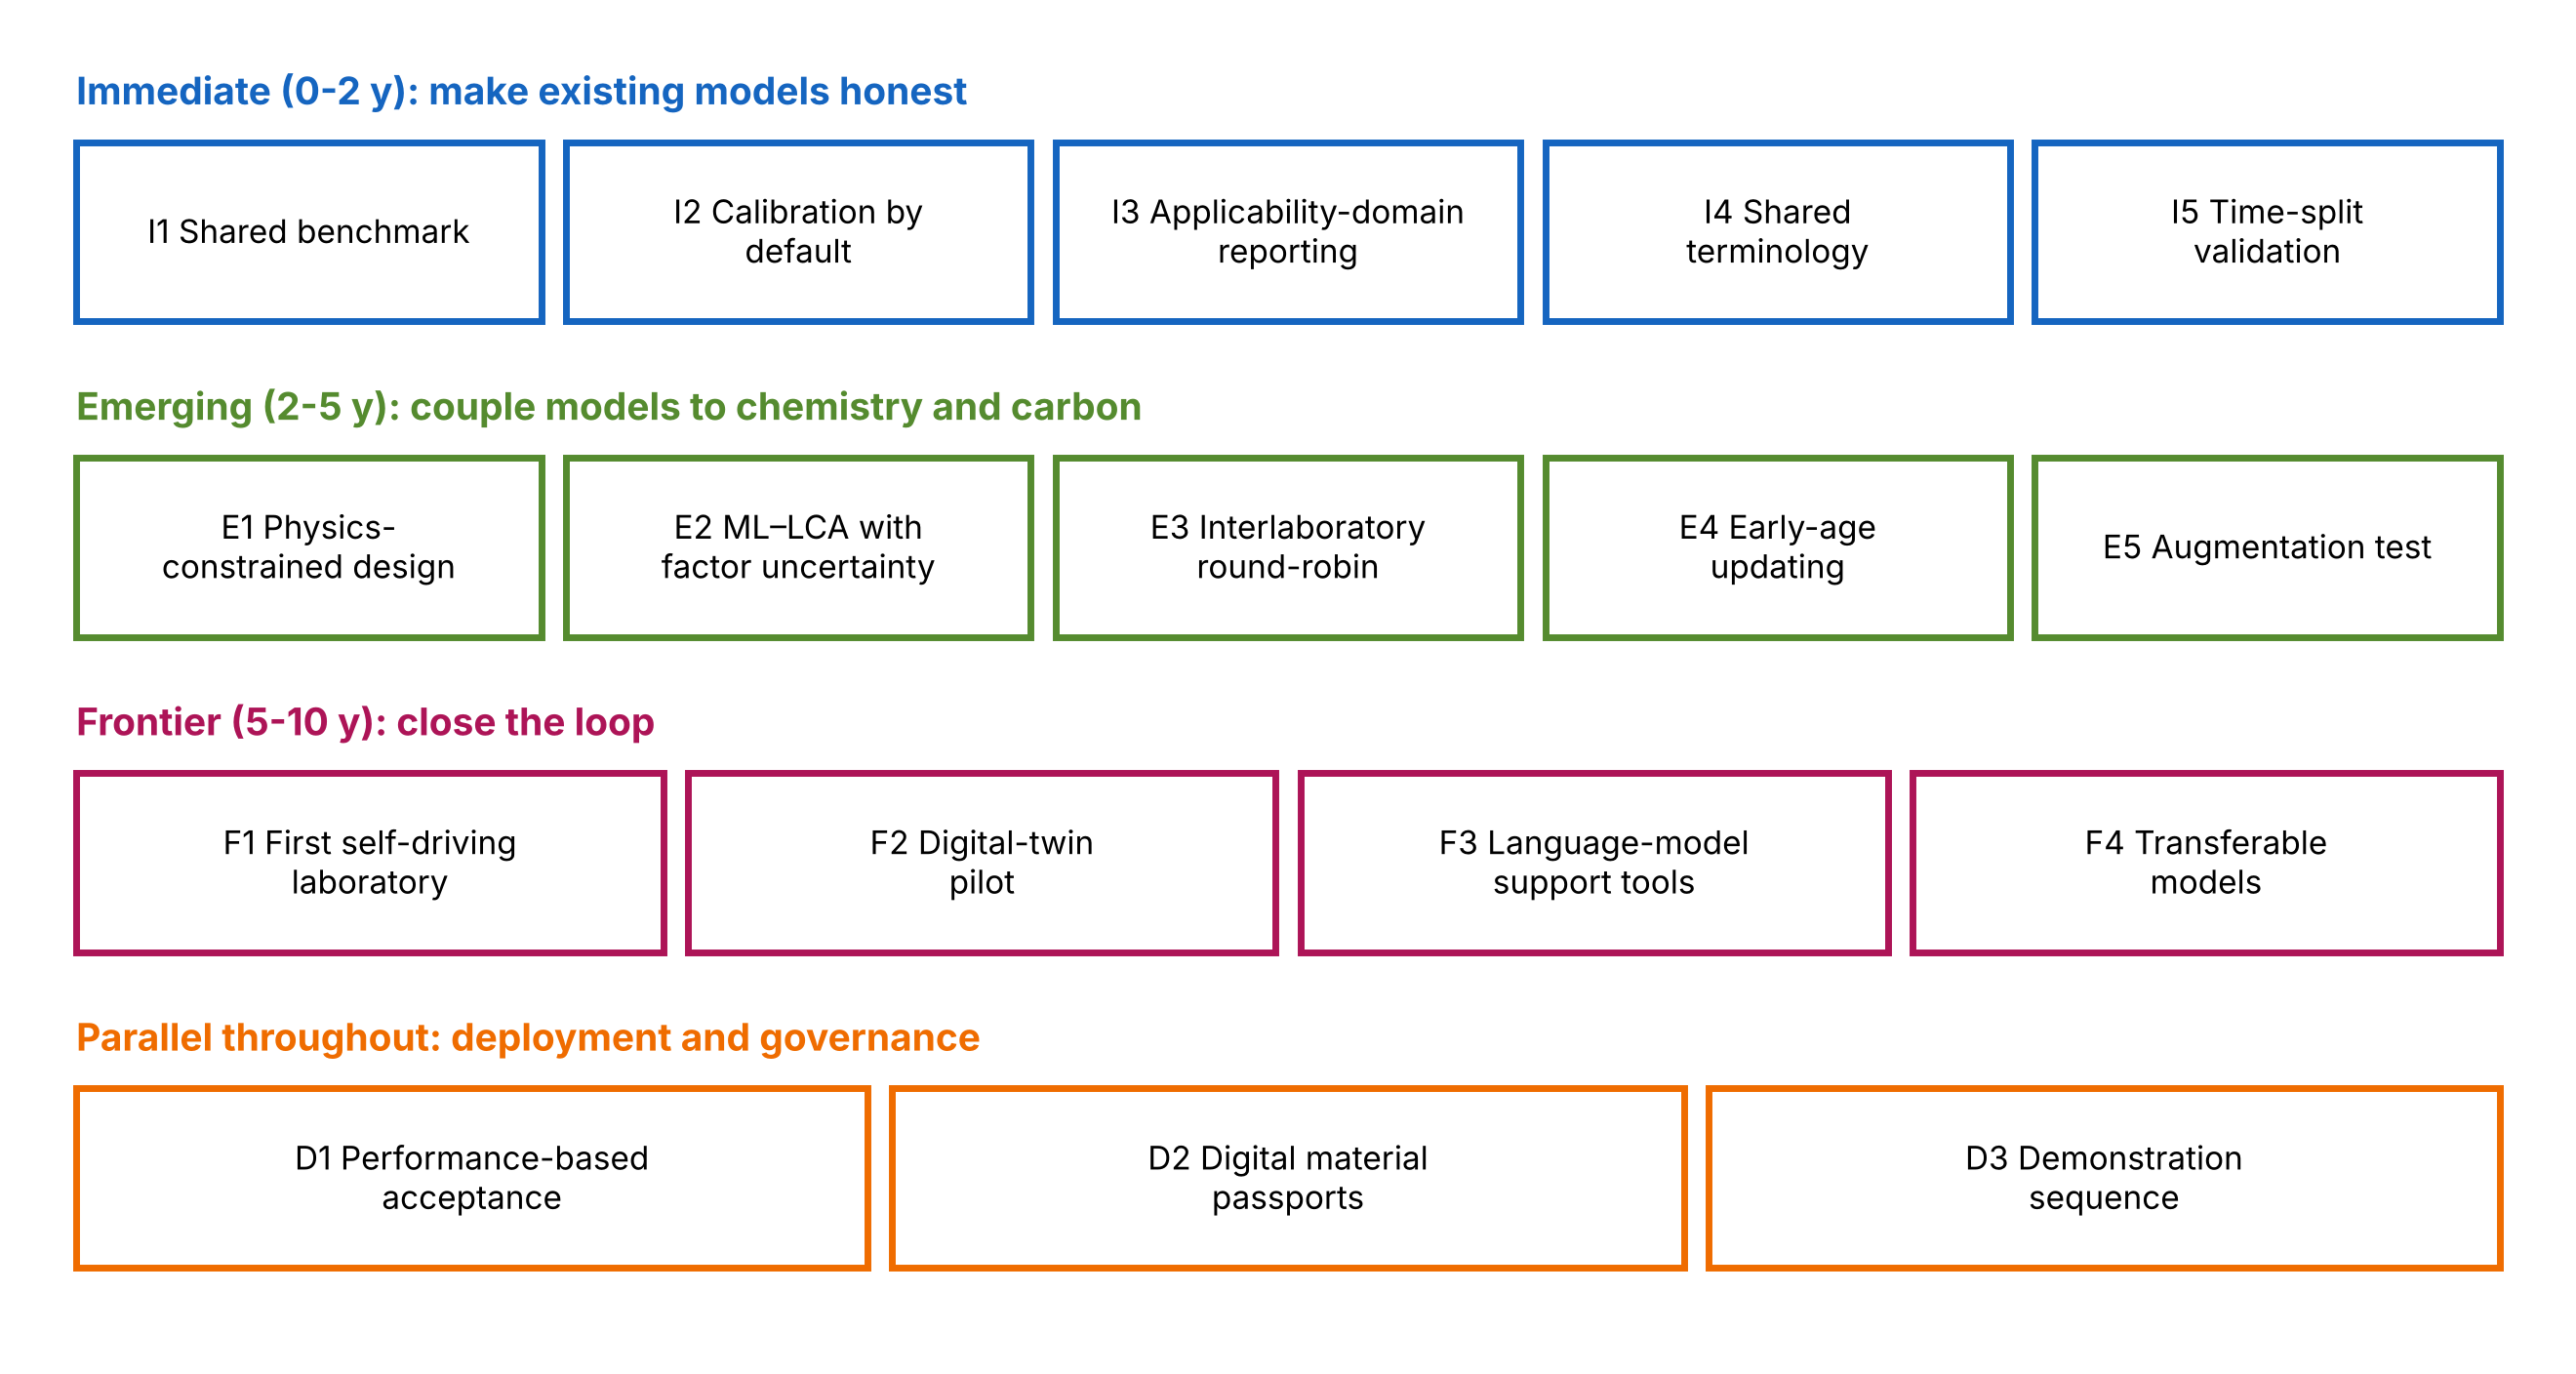 Immediate (0-2 y): make existing models honest
I1 Shared benchmark
I2 Calibration by
default
I3 Applicability-domain
reporting
I4 Shared
terminology
I5 Time-split
validation
Emerging (2-5 y): couple models to chemistry and carbon
E1 Physics-
constrained design
E2 ML–LCA with
factor uncertainty
E3 Interlaboratory
round-robin
E4 Early-age
updating
E5 Augmentation test
Frontier (5-10 y): close the loop
F1 First self-driving
laboratory
F2 Digital-twin
pilot
F3 Language-model
support tools
F4 Transferable
models
Parallel throughout: deployment and governance
D1 Performance-based
acceptance
D2 Digital material
passports
D3 Demonstration
sequence